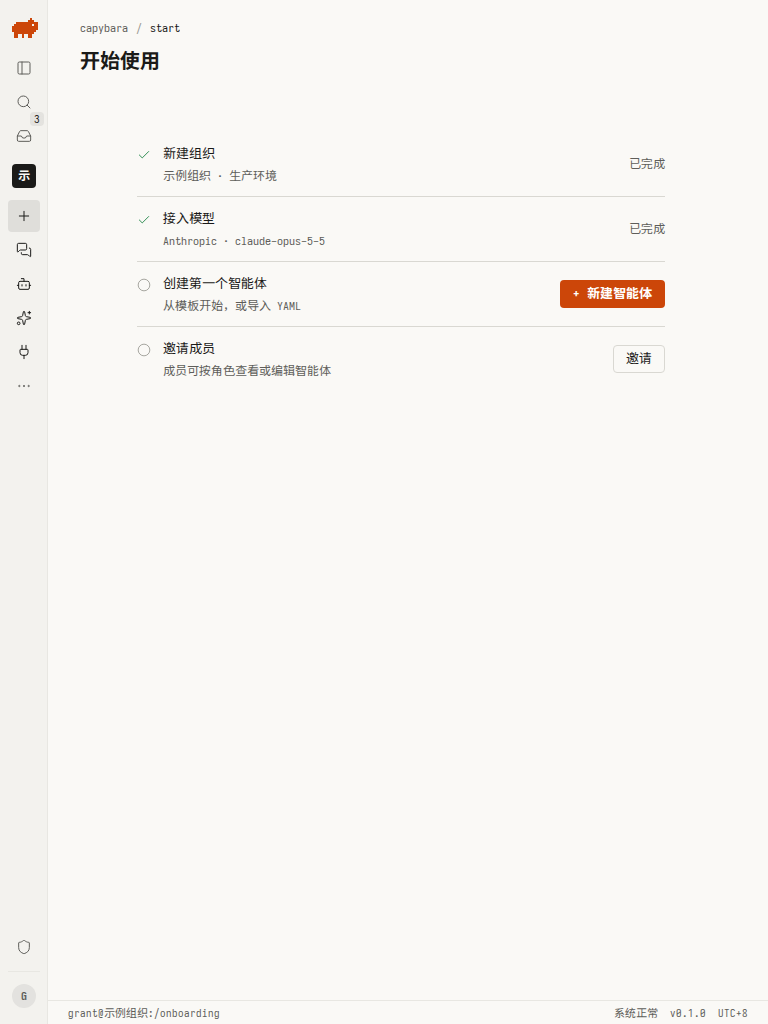 capybara / start
开始使用
3
示
新建组织
示例组织 · 生产环境
已完成
接入模型
Anthropic · claude-opus-5-5
已完成
创建第一个智能体
从模板开始，或导入 YAML
+ 新建智能体
邀请成员
成员可按角色查看或编辑智能体
邀请
G
grant@示例组织:/onboarding
系统正常 v0.1.0 UTC+8